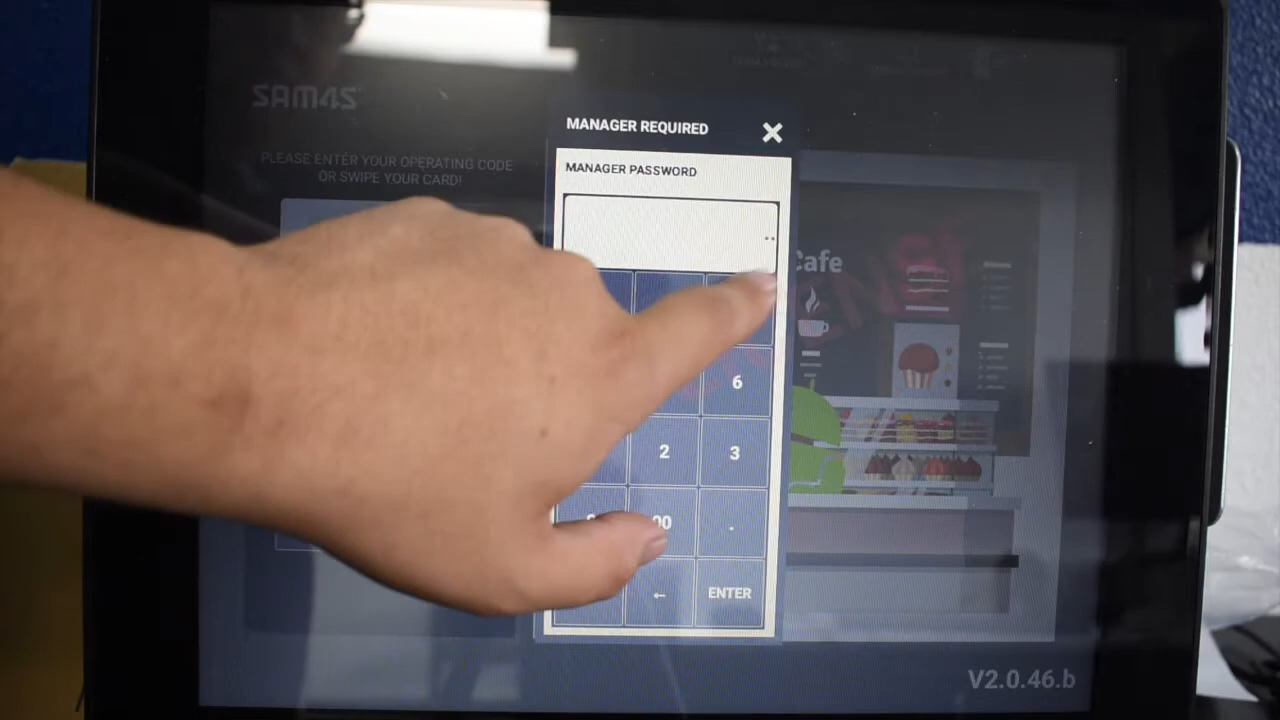 SAM4S
PLEASE ENTER YOUR OPERATING CODE
OR SWIPE YOUR CARD!
MANAGER REQUIRED
MANAGER PASSWORD
Cafe
6
2 3
00 .
← ENTER
V2.0.46.b